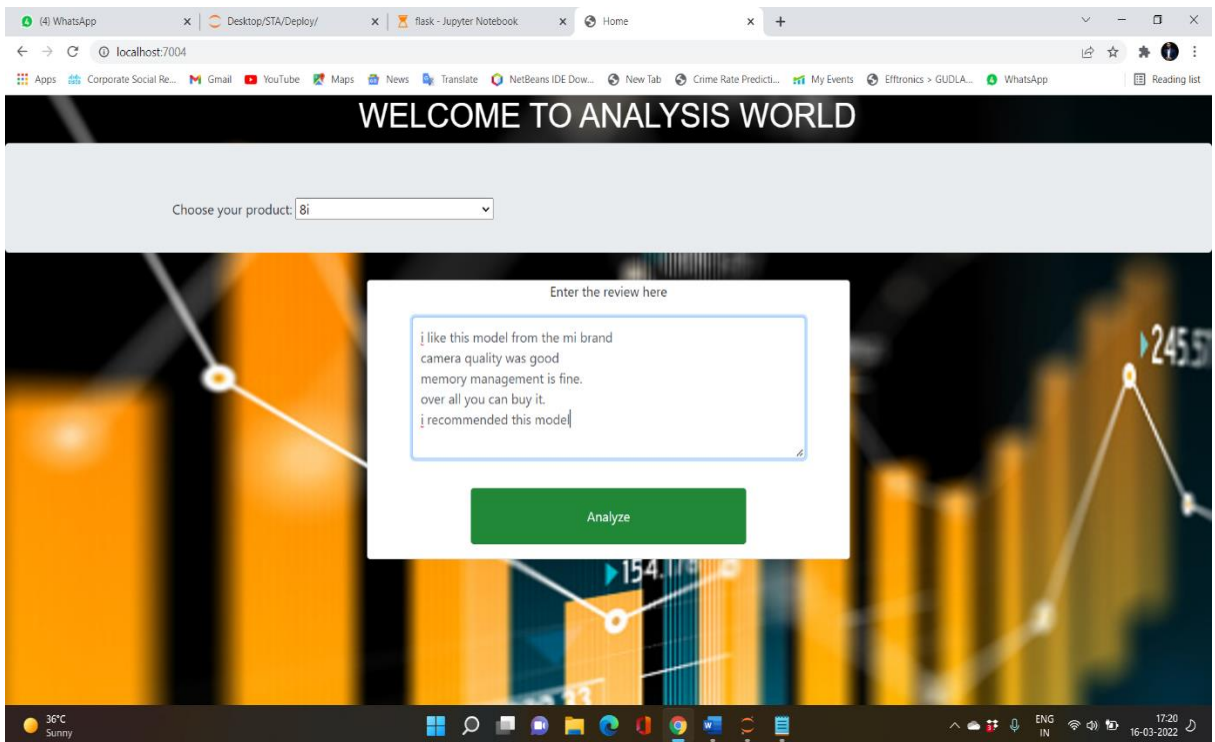 (4) WhatsApp
Desktop/STA/Deploy/
flask - Jupyter Notebook
Home
localhost:7004
Apps Corporate Social Re... Gmail YouTube Maps News Translate NetBeans IDE Dow... New Tab Crime Rate Predicti... My Events Efftronics > GUDLA... WhatsApp Reading list
WELCOME TO ANALYSIS WORLD
Choose your product: 8i
Enter the review here
i like this model from the mi brand
camera quality was good
memory management is fine.
over all you can buy it.
i recommended this model
Analyze
245.57
154.178
36°C
Sunny
ENG
IN
17:20
16-03-2022